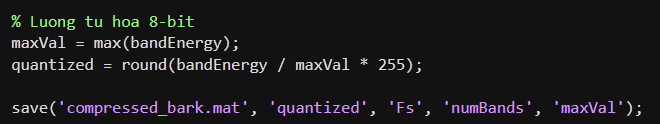 % Luong tu hoa 8-bit
maxVal = max(bandEnergy);
quantized = round(bandEnergy / maxVal * 255);
save('compressed_bark.mat', 'quantized', 'Fs', 'numBands', 'maxVal');